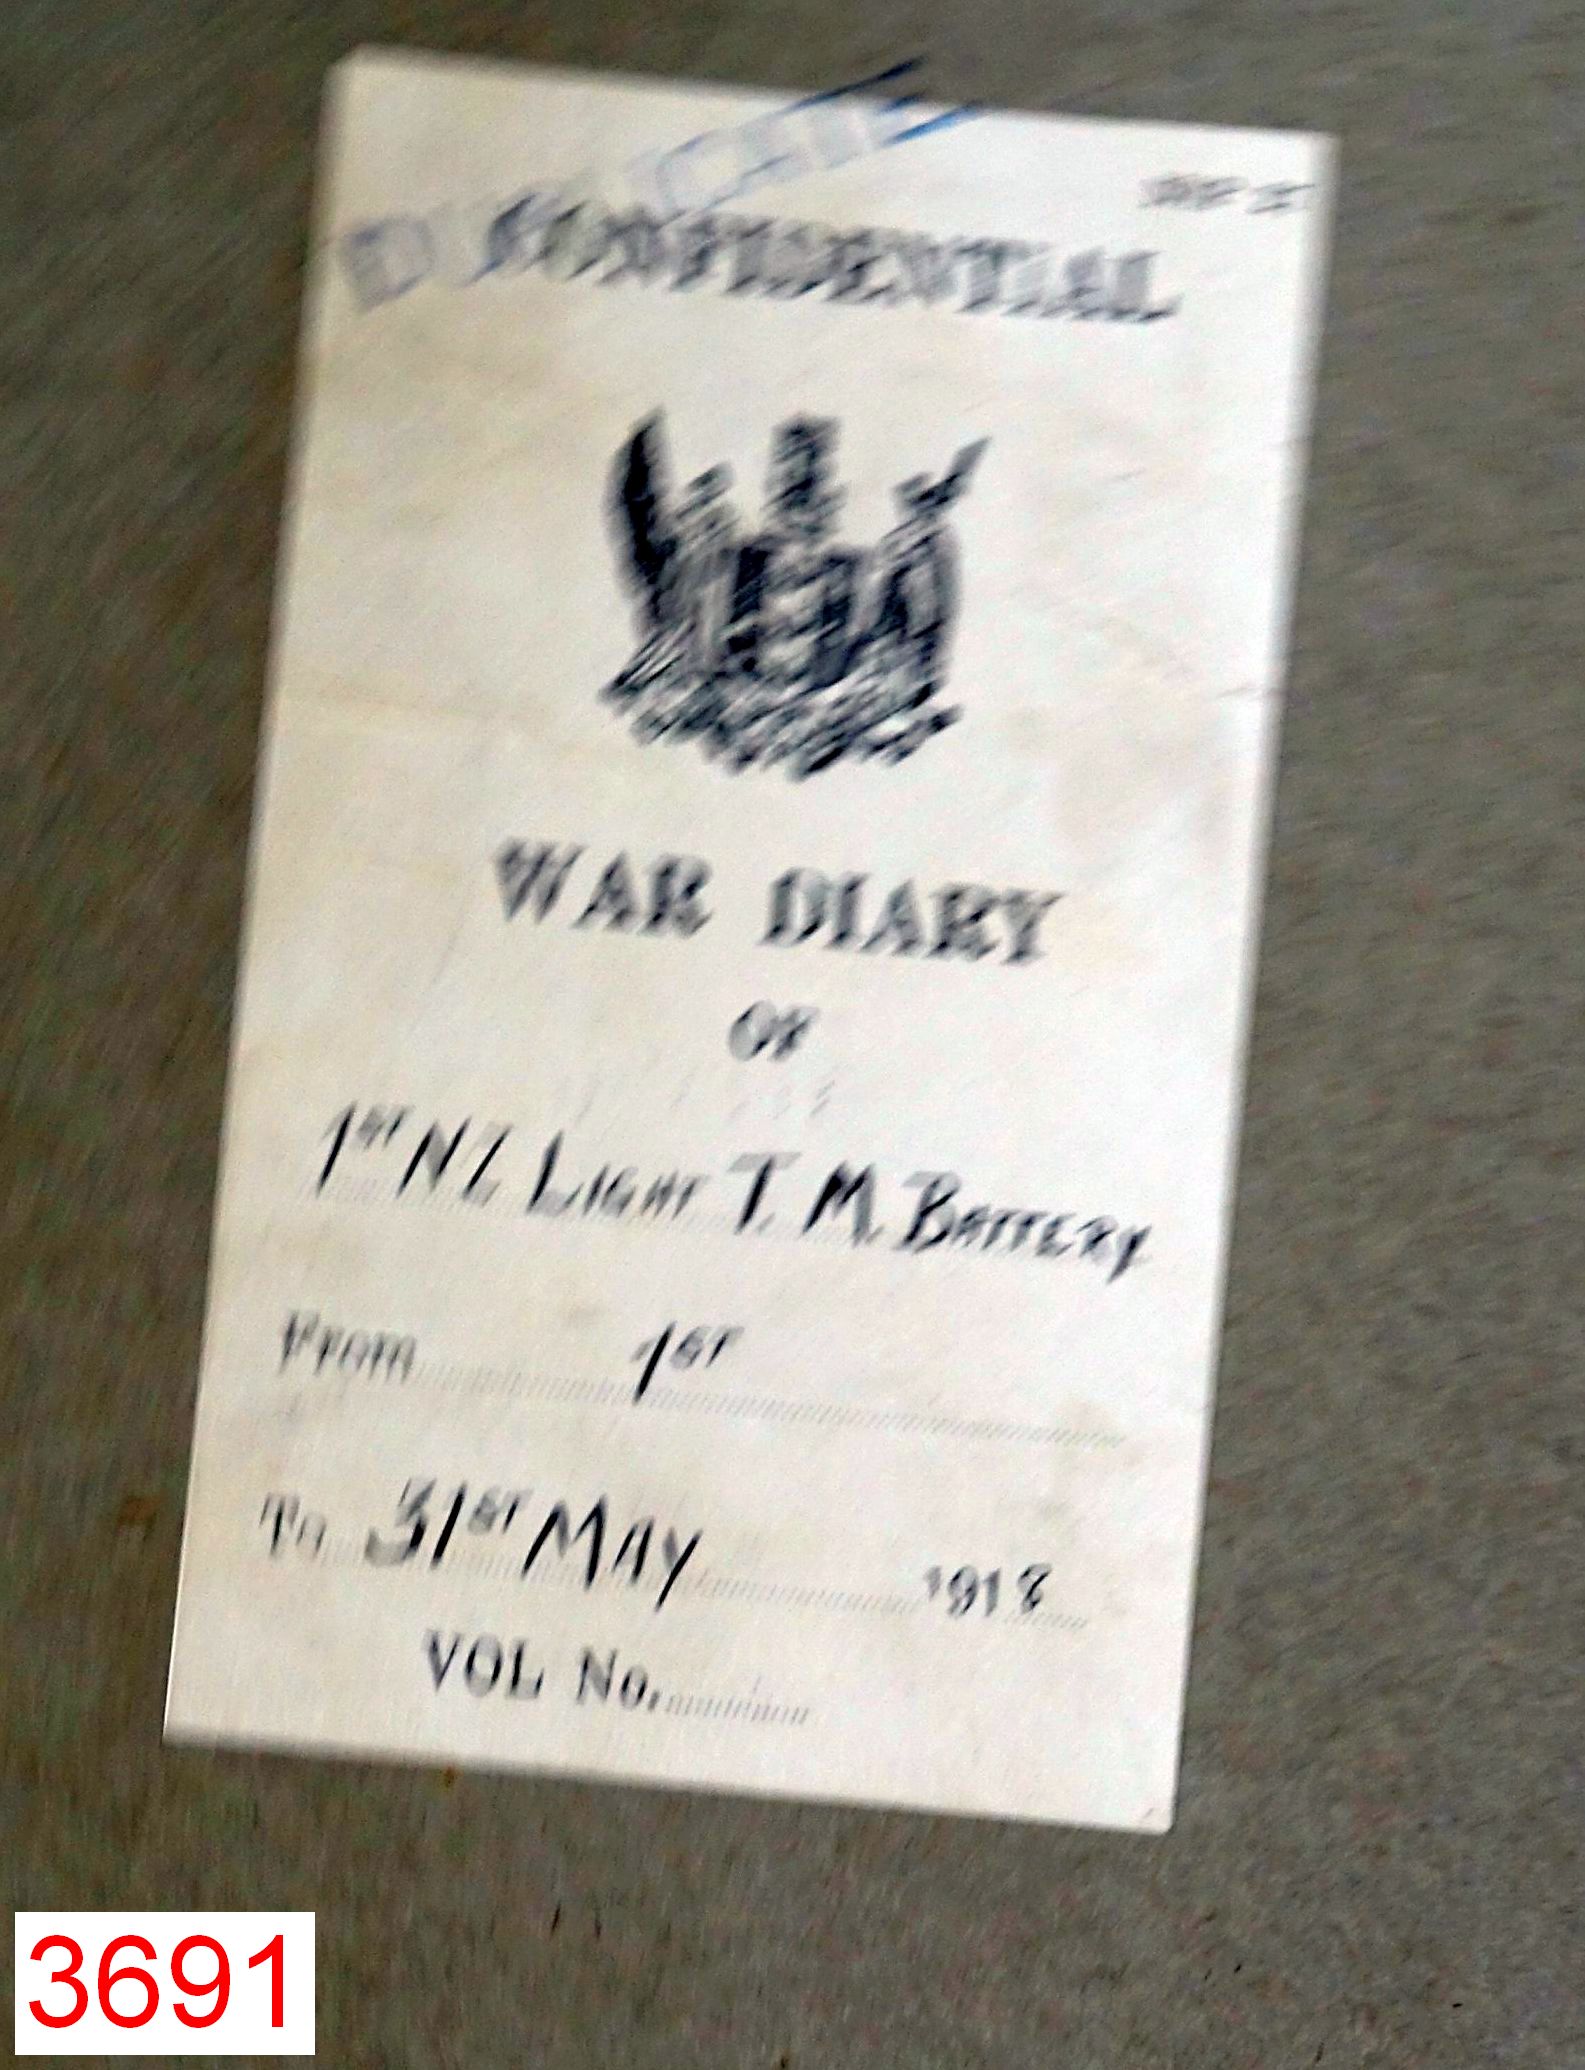 CONFIDENTIAL
WAR DIARY
OF
1ST NZ LIGHT T. M. BATTERY
From 1ST
To 31ST MAY 1918
VOL No.
3691